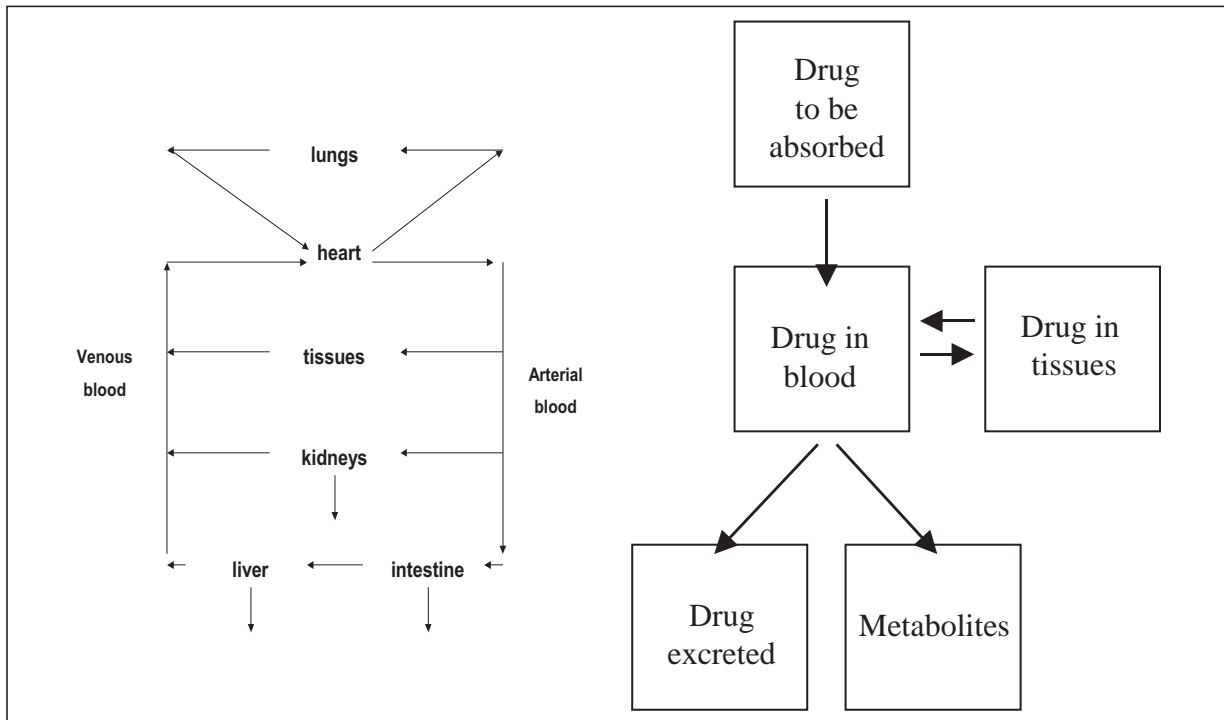 lungs
heart
Venous
blood
tissues
Arterial
blood
kidneys
liver
intestine
Drug
to be
absorbed
Drug in
blood
Drug in
tissues
Drug
excreted
Metabolites